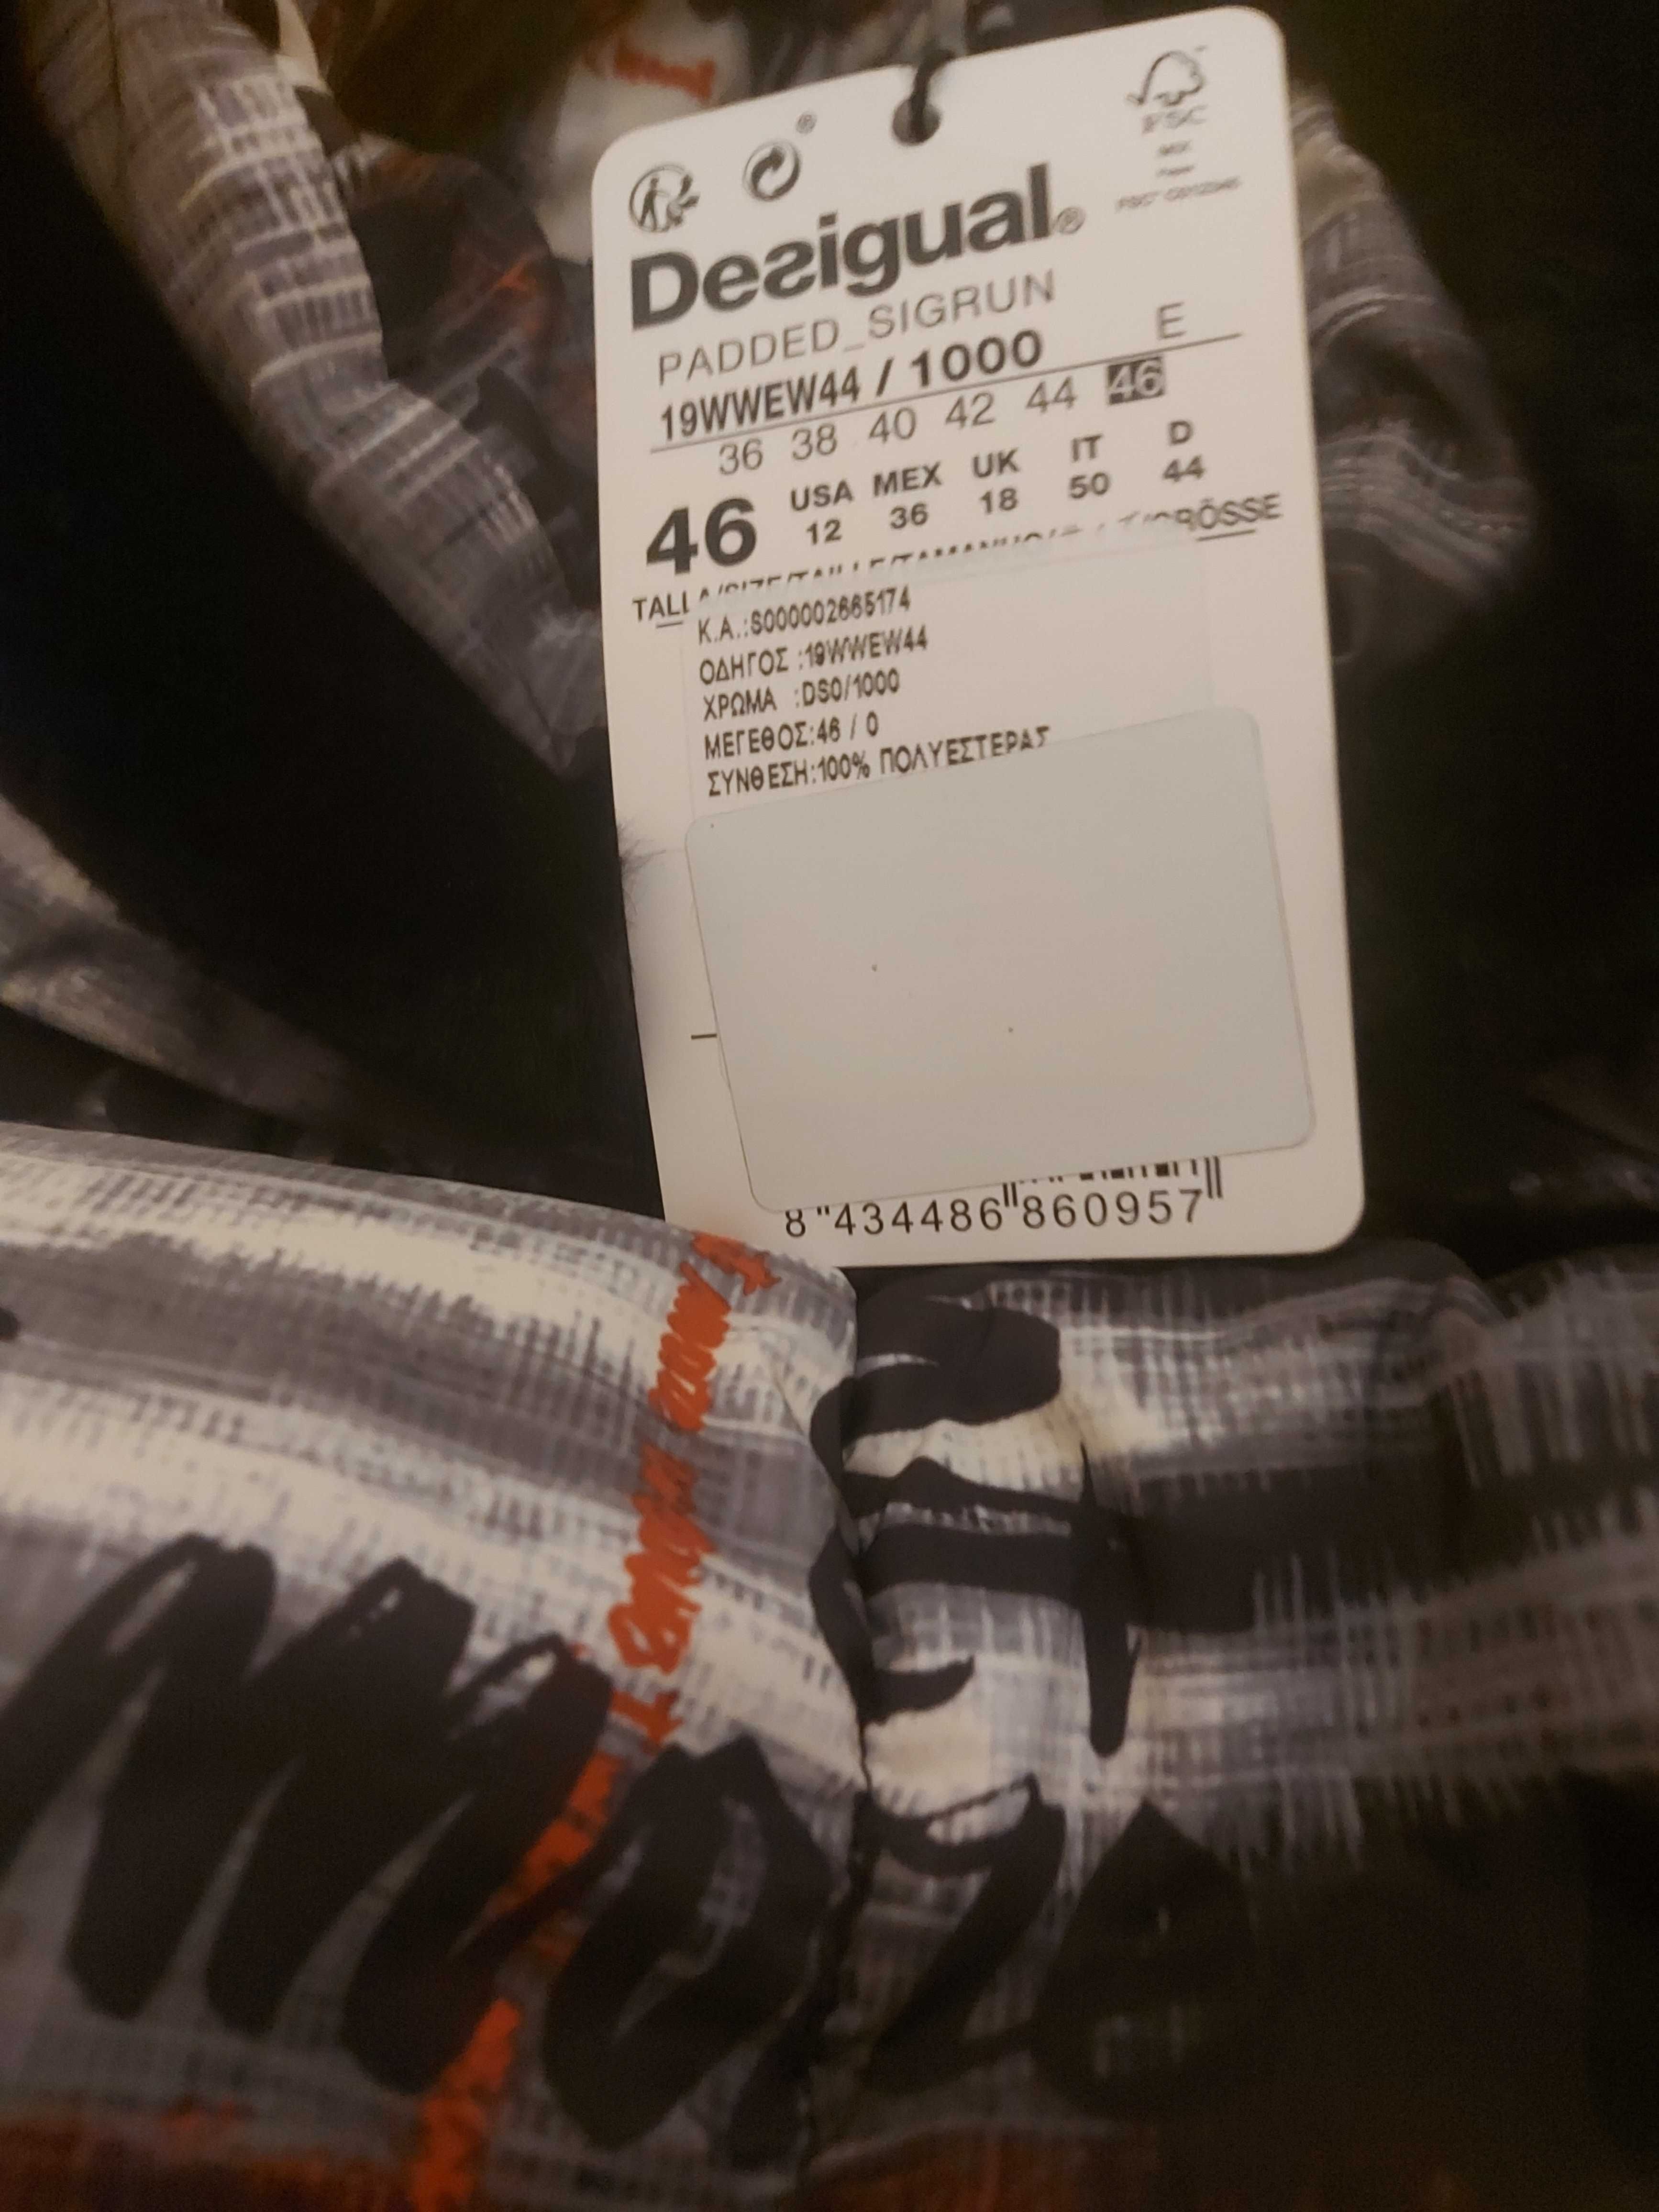 FSC
Desigual®
PADDED_SIGRUN
19WWEW44 / 1000 E
36 38 40 42 44 46
46 USA MEX UK IT D
12 36 18 50 44
K.A.:S000002665174
ΟΔΗΓΟΣ :19WWEW44
ΧΡΩΜΑ :DS0/1000
ΜΕΓΕΘΟΣ:46 / 0
ΣΥΝΘΕΣΗ:100% ΠΟΛΥΕΣΤΕΡΑΣ
8 434486 860957